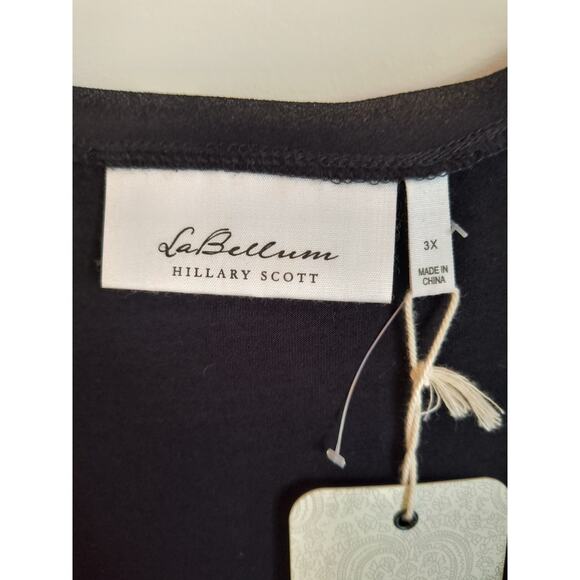 LaBellum
HILLARY SCOTT
3X
MADE IN
CHINA